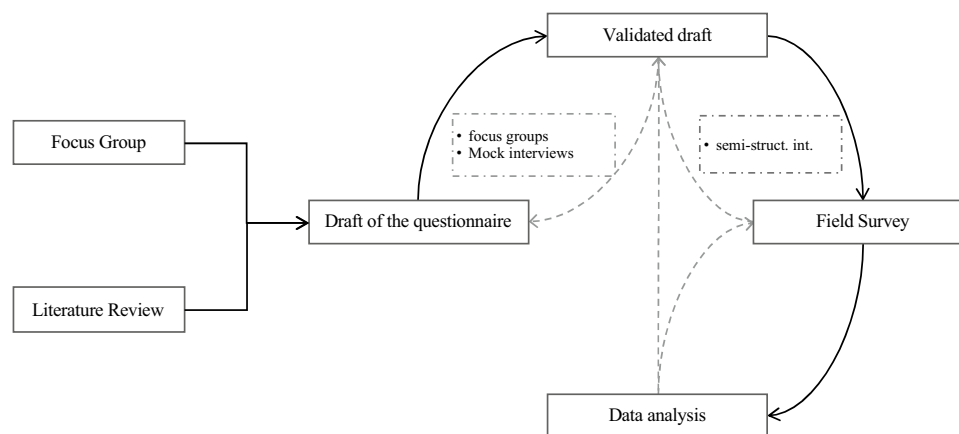 Validated draft
Focus Group
• focus groups
• Mock interviews
• semi-struct. int.
Draft of the questionnaire
Field Survey
Literature Review
Data analysis